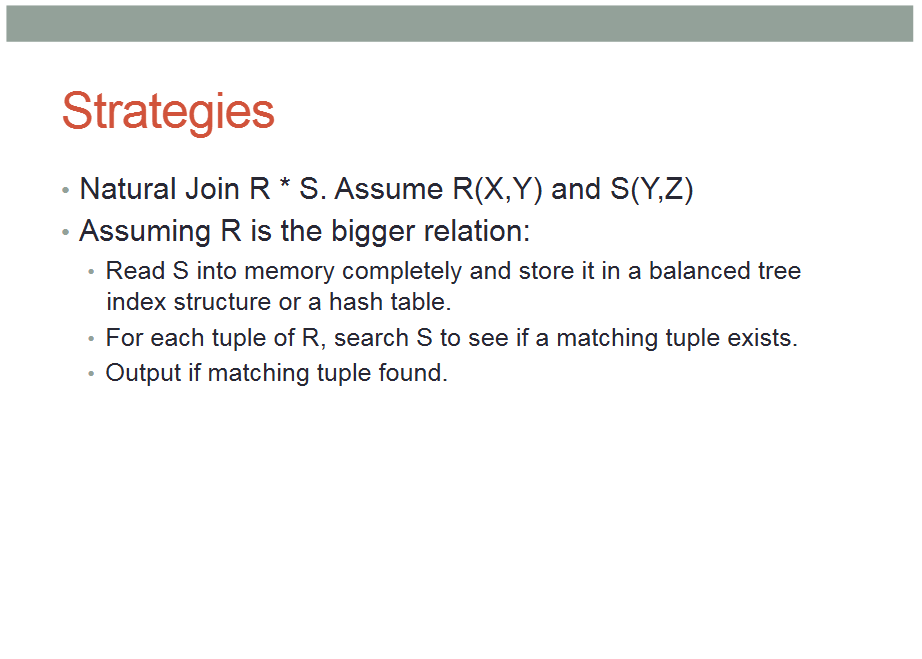 Strategies
• Natural Join R * S. Assume R(X,Y) and S(Y,Z)
• Assuming R is the bigger relation:
• Read S into memory completely and store it in a balanced tree
index structure or a hash table.
• For each tuple of R, search S to see if a matching tuple exists.
• Output if matching tuple found.